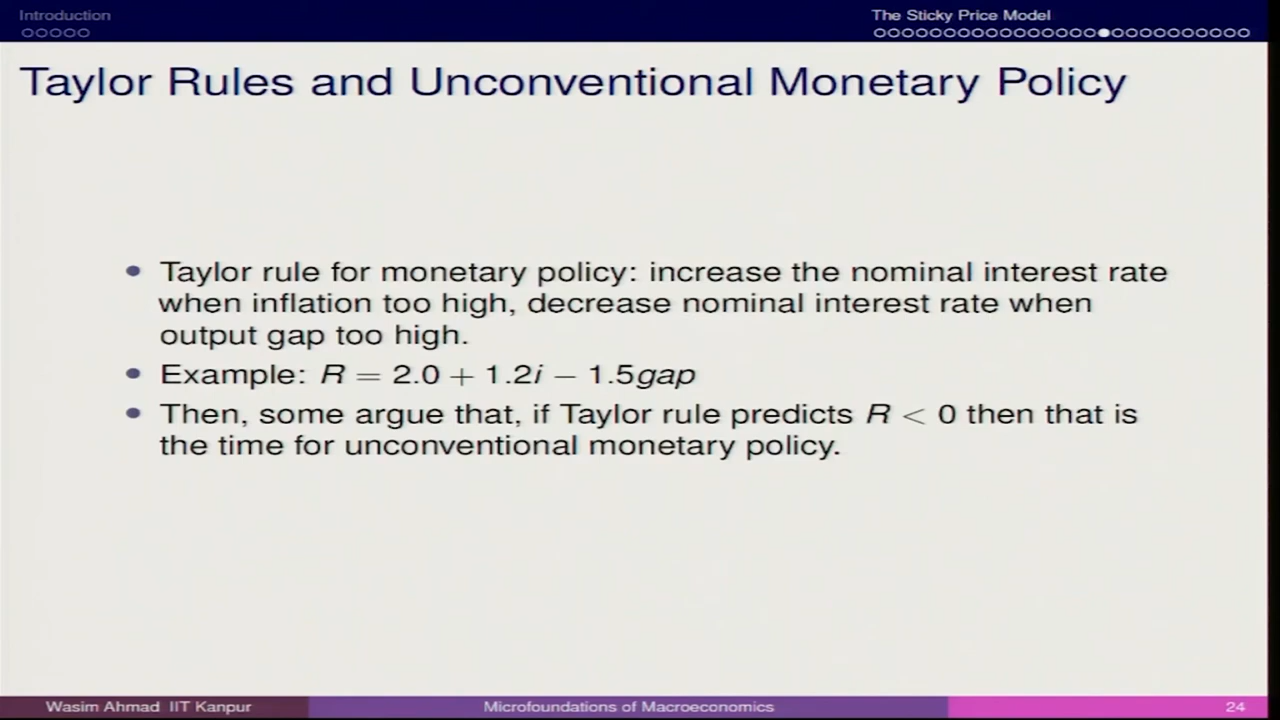 Introduction
The Sticky Price Model
Taylor Rules and Unconventional Monetary Policy
• Taylor rule for monetary policy: increase the nominal interest rate
when inflation too high, decrease nominal interest rate when
output gap too high.
• Example: R = 2.0 + 1.2i − 1.5gap
• Then, some argue that, if Taylor rule predicts R < 0 then that is
the time for unconventional monetary policy.
Wasim Ahmad IIT Kanpur
Microfoundations of Macroeconomics
24